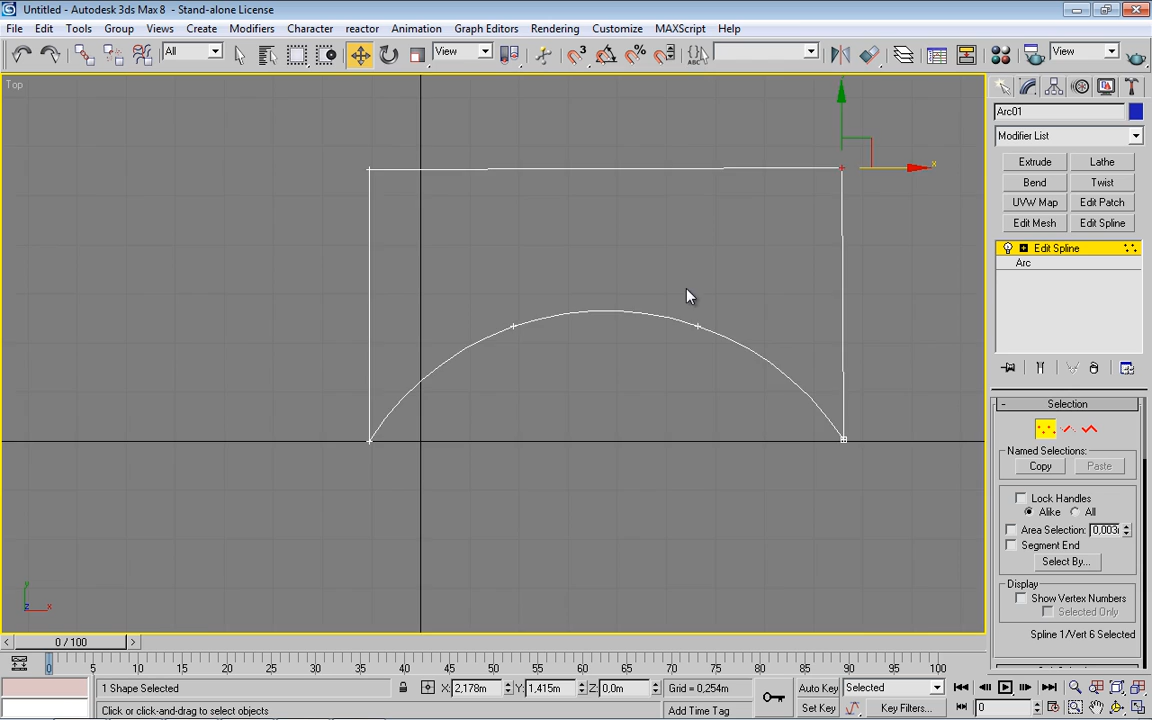 Untitled - Autodesk 3ds Max 8 - Stand-alone License
File Edit Tools Group Views Create Modifiers Character reactor Animation Graph Editors Rendering Customize MAXScript Help
All View View
Top
Arc01
Modifier List
Extrude Lathe
Bend Twist
UVW Map Edit Patch
Edit Mesh Edit Spline
Edit Spline
Arc
x
- Selection
Named Selections:
Copy Paste
Lock Handles
Alike All
Area Selection: 0,003
Segment End
Select By...
Display
Show Vertex Numbers
Selected Only
Spline 1/Vert 6 Selected
y
z x
< 0 / 100 >
0 5 10 15 20 25 30 35 40 45 50 55 60 65 70 75 80 85 90 95 100
1 Shape Selected X: 2,178m Y: 1,415m Z: 0,0m Grid = 0,254m Auto Key Selected
Click or click-and-drag to select objects Add Time Tag Set Key Key Filters... 0